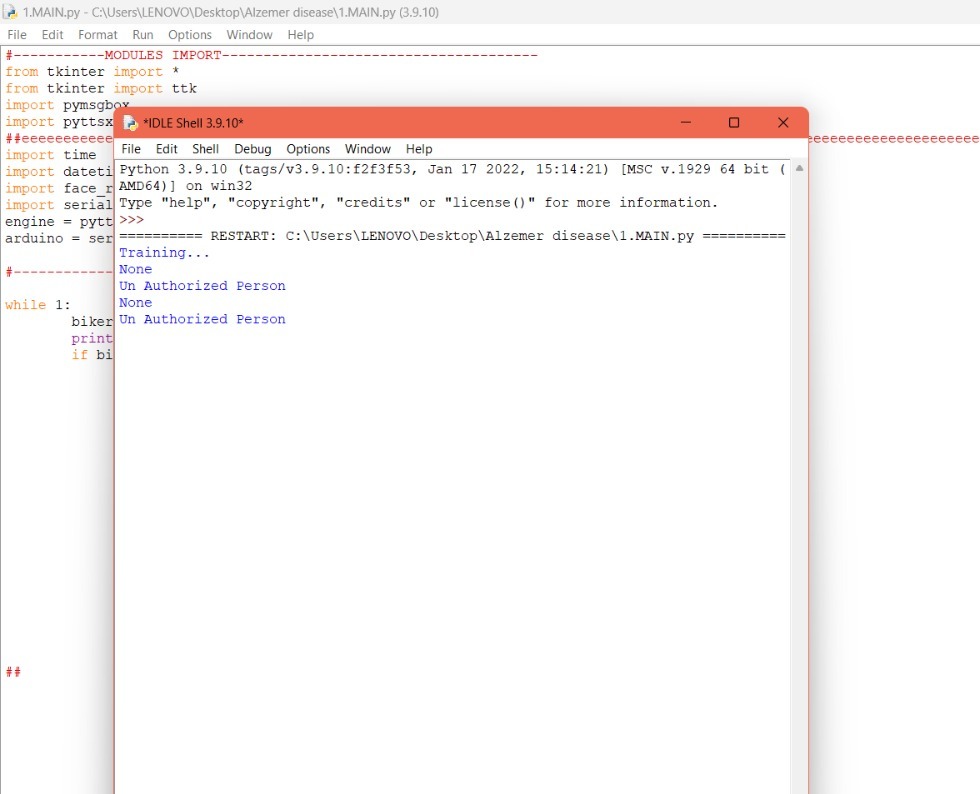 1.MAIN.py - C:\Users\LENOVO\Desktop\Alzemer disease\1.MAIN.py (3.9.10)
File Edit Format Run Options Window Help
#-----------MODULES IMPORT--------------------------------------
from tkinter import *
from tkinter import ttk
import pymsgbox
import pyttsx
import time
import dateti
import face_r
import serial
engine = pytt
arduino = ser
#------------
while 1:
biker
print
if bi
##
*IDLE Shell 3.9.10*
File Edit Shell Debug Options Window Help
Python 3.9.10 (tags/v3.9.10:f2f3f53, Jan 17 2022, 15:14:21) [MSC v.1929 64 bit (
AMD64)] on win32
Type "help", "copyright", "credits" or "license()" for more information.
>>>
========== RESTART: C:\Users\LENOVO\Desktop\Alzemer disease\1.MAIN.py ==========
Training...
None
Un Authorized Person
None
Un Authorized Person